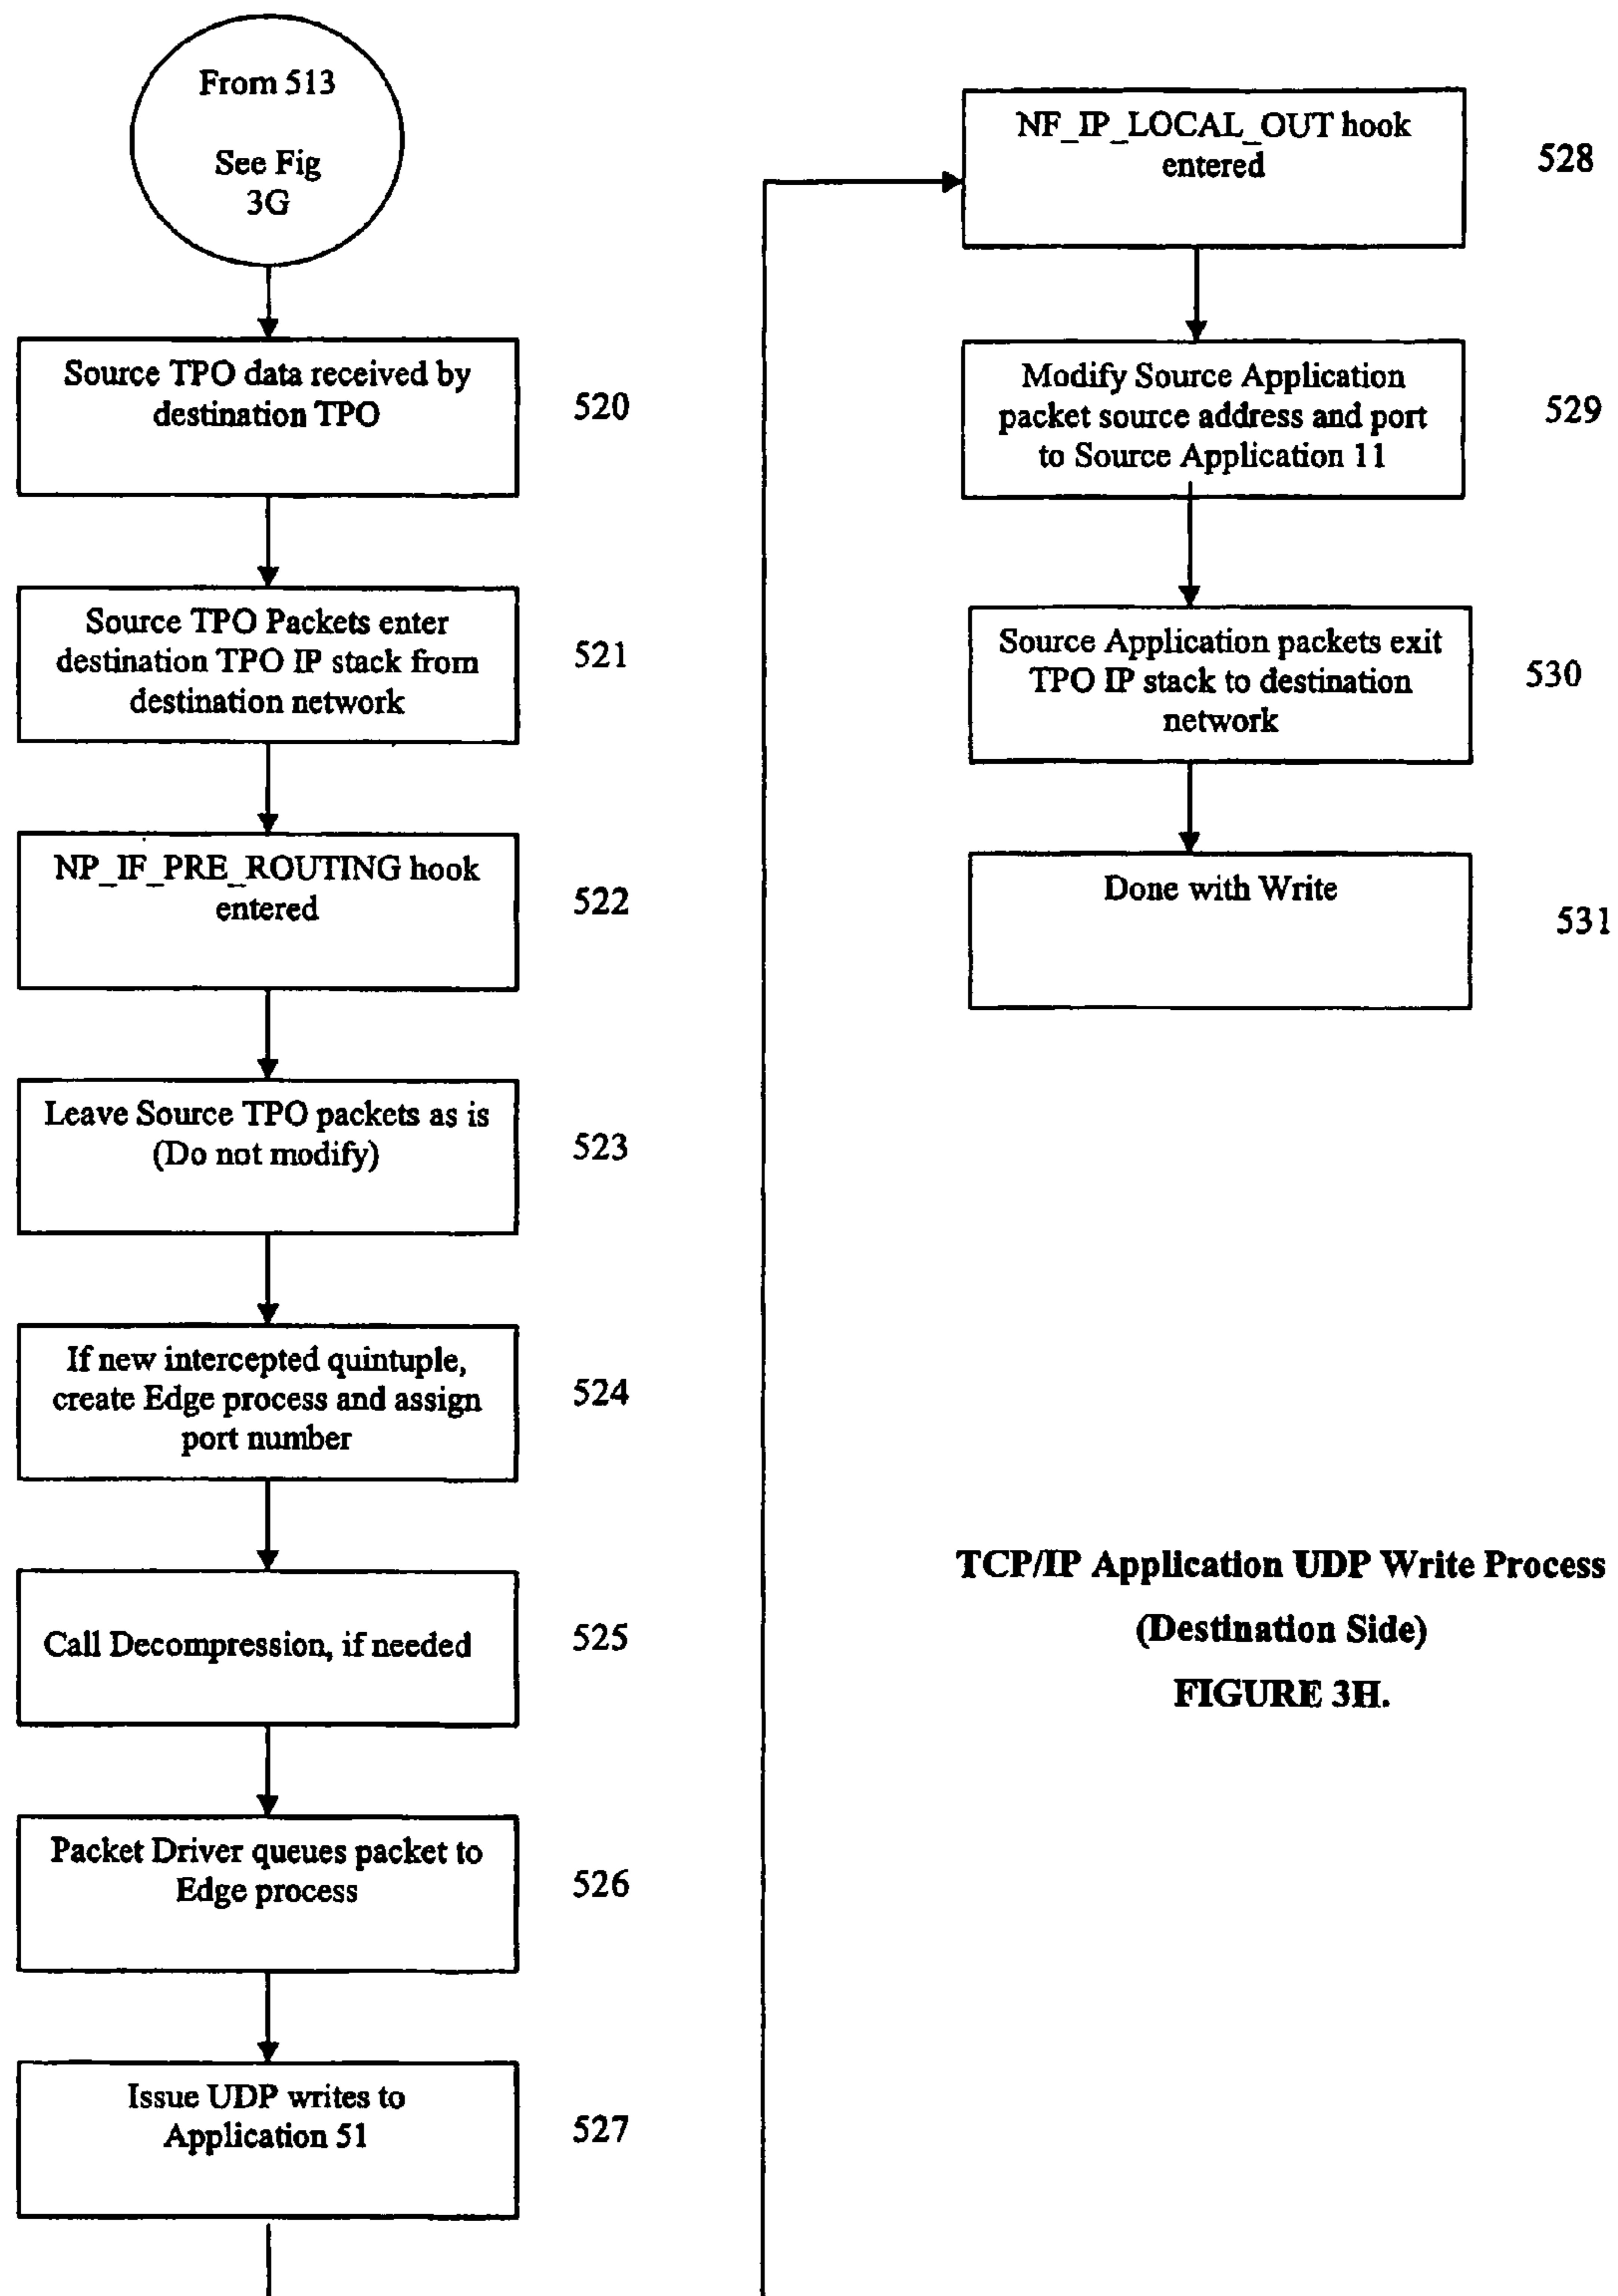 From 513
See Fig
3G
Source TPO data received by
destination TPO
520
Source TPO Packets enter
destination TPO IP stack from
destination network
521
NP_IF_PRE_ROUTING hook
entered
522
Leave Source TPO packets as is
(Do not modify)
523
If new intercepted quintuple,
create Edge process and assign
port number
524
Call Decompression, if needed
525
Packet Driver queues packet to
Edge process
526
Issue UDP writes to
Application 51
527
NF_IP_LOCAL_OUT hook
entered
528
Modify Source Application
packet source address and port
to Source Application 11
529
Source Application packets exit
TPO IP stack to destination
network
530
Done with Write
531
TCP/IP Application UDP Write Process
(Destination Side)
FIGURE 3H.